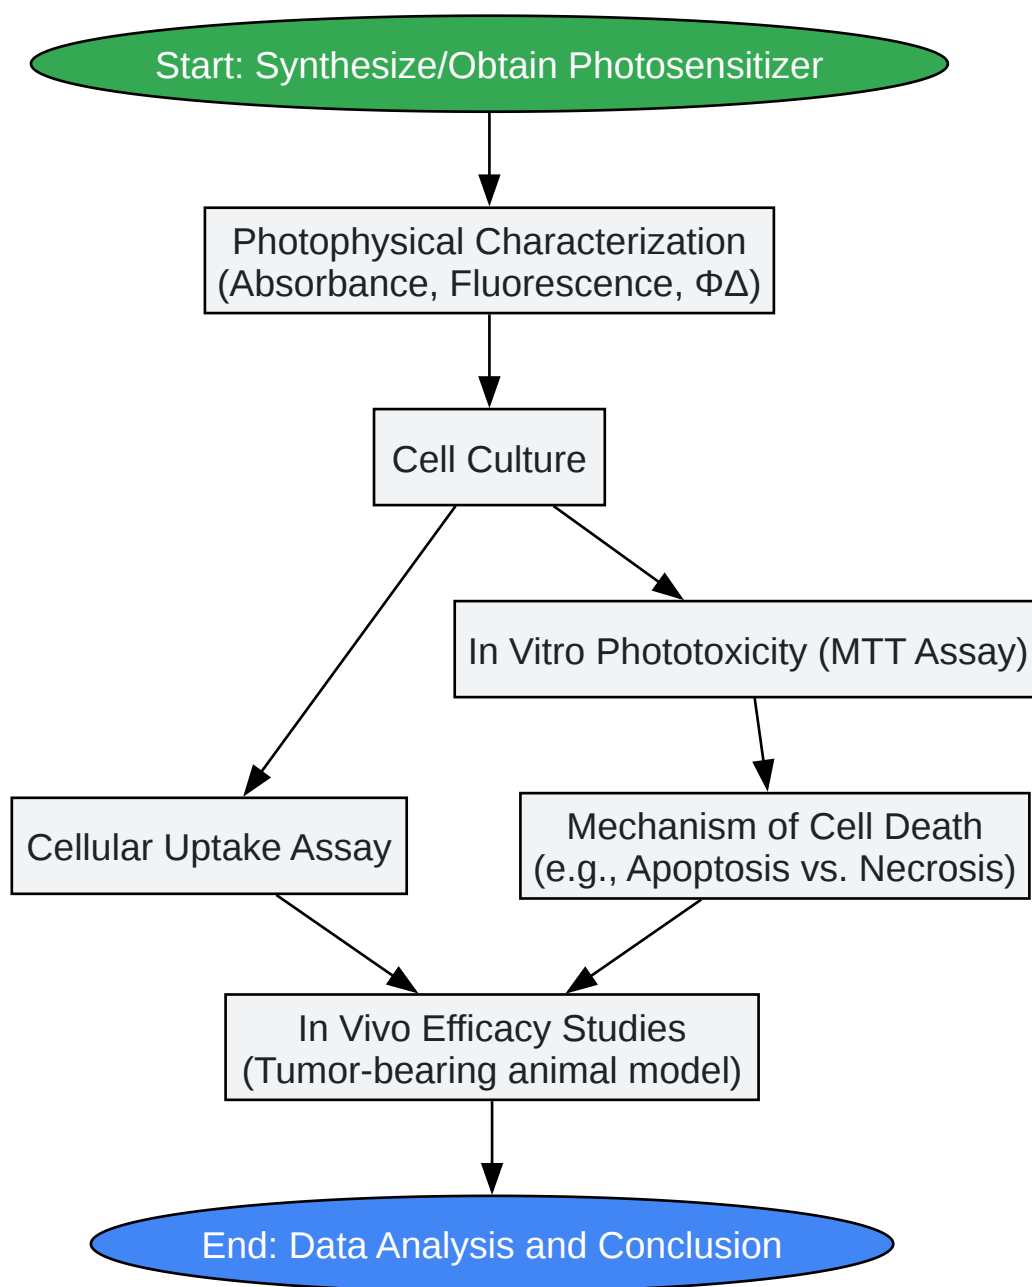 Start: Synthesize/Obtain Photosensitizer
Photophysical Characterization
(Absorbance, Fluorescence, ΦΔ)
Cell Culture
In Vitro Phototoxicity (MTT Assay)
Cellular Uptake Assay
Mechanism of Cell Death
(e.g., Apoptosis vs. Necrosis)
In Vivo Efficacy Studies
(Tumor-bearing animal model)
End: Data Analysis and Conclusion